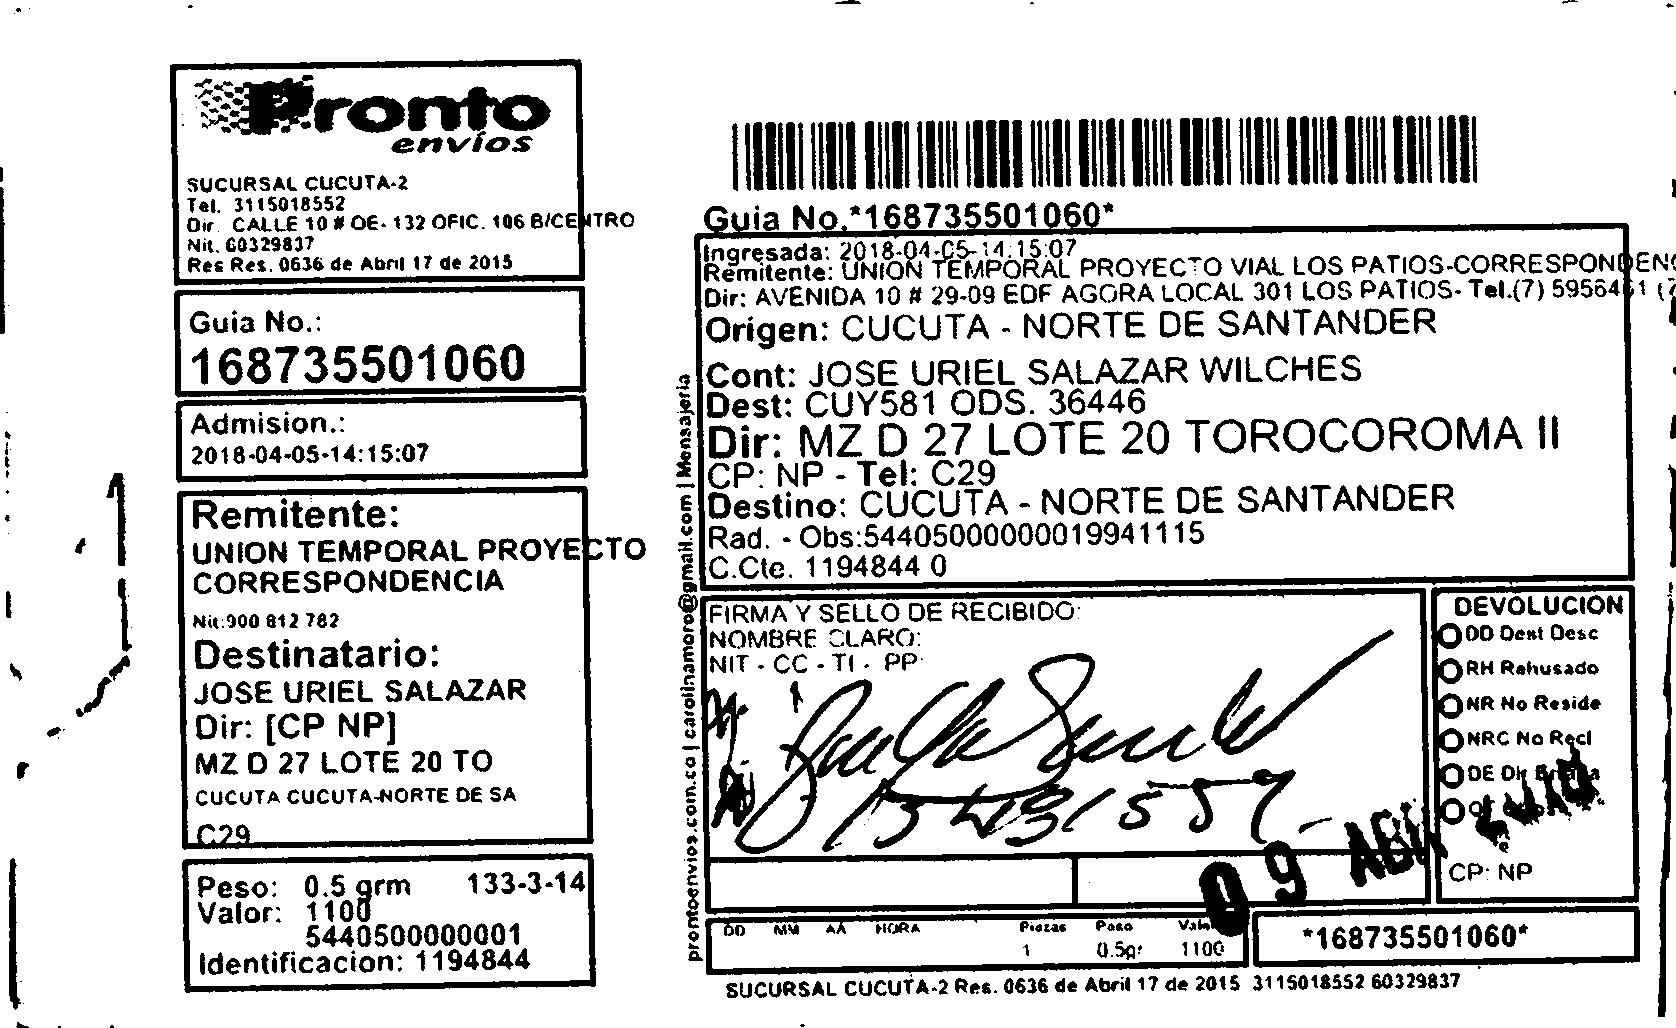 Pronto
envíos
SUCURSAL CUCUTA-2
Tel. 3115018552
Dir. CALLE 10 # OE- 132 OFIC. 106 B/CENTRO
Nit. 60329837
Res Res. 0636 de Abril 17 de 2015
Guia No.:
168735501060
Admision.:
2018-04-05-14:15:07
Remitente:
UNION TEMPORAL PROYECTO
CORRESPONDENCIA
Nit:900 812 782
Destinatario:
JOSE URIEL SALAZAR
Dir: [CP NP]
MZ D 27 LOTE 20 TO
CUCUTA CUCUTA-NORTE DE SA
C29
Peso: 0.5 grm 133-3-14
Valor: 1100
5440500000001
Identificacion: 1194844
prontoenvios.com.co | carolinamoro@gmail.com | Mensajeria
Guia No.*168735501060*
Ingresada: 2018-04-05-14:15:07
Remitente: UNION TEMPORAL PROYECTO VIAL LOS PATIOS-CORRESPONDENC
Dir: AVENIDA 10 # 29-09 EDF AGORA LOCAL 301 LOS PATIOS- Tel.(7) 5956461 (7
Origen: CUCUTA - NORTE DE SANTANDER
Cont: JOSE URIEL SALAZAR WILCHES
Dest: CUY581 ODS. 36446
Dir: MZ D 27 LOTE 20 TOROCOROMA II
CP: NP - Tel: C29
Destino: CUCUTA - NORTE DE SANTANDER
Rad. - Obs:54405000000019941115
C.Cte. 1194844 0
FIRMA Y SELLO DE RECIBIDO:
NOMBRE CLARO:
NIT - CC - TI - PP:
09 ABR
DEVOLUCION
DD Dest Desc
RH Rehusado
NR No Reside
NRC No Recl
DE Dir
CP: NP
DD MM AA HORA Piezas Peso Valor
1 0.5gr 1100
*168735501060*
SUCURSAL CUCUTA-2 Res. 0636 de Abril 17 de 2015 3115018552 60329837